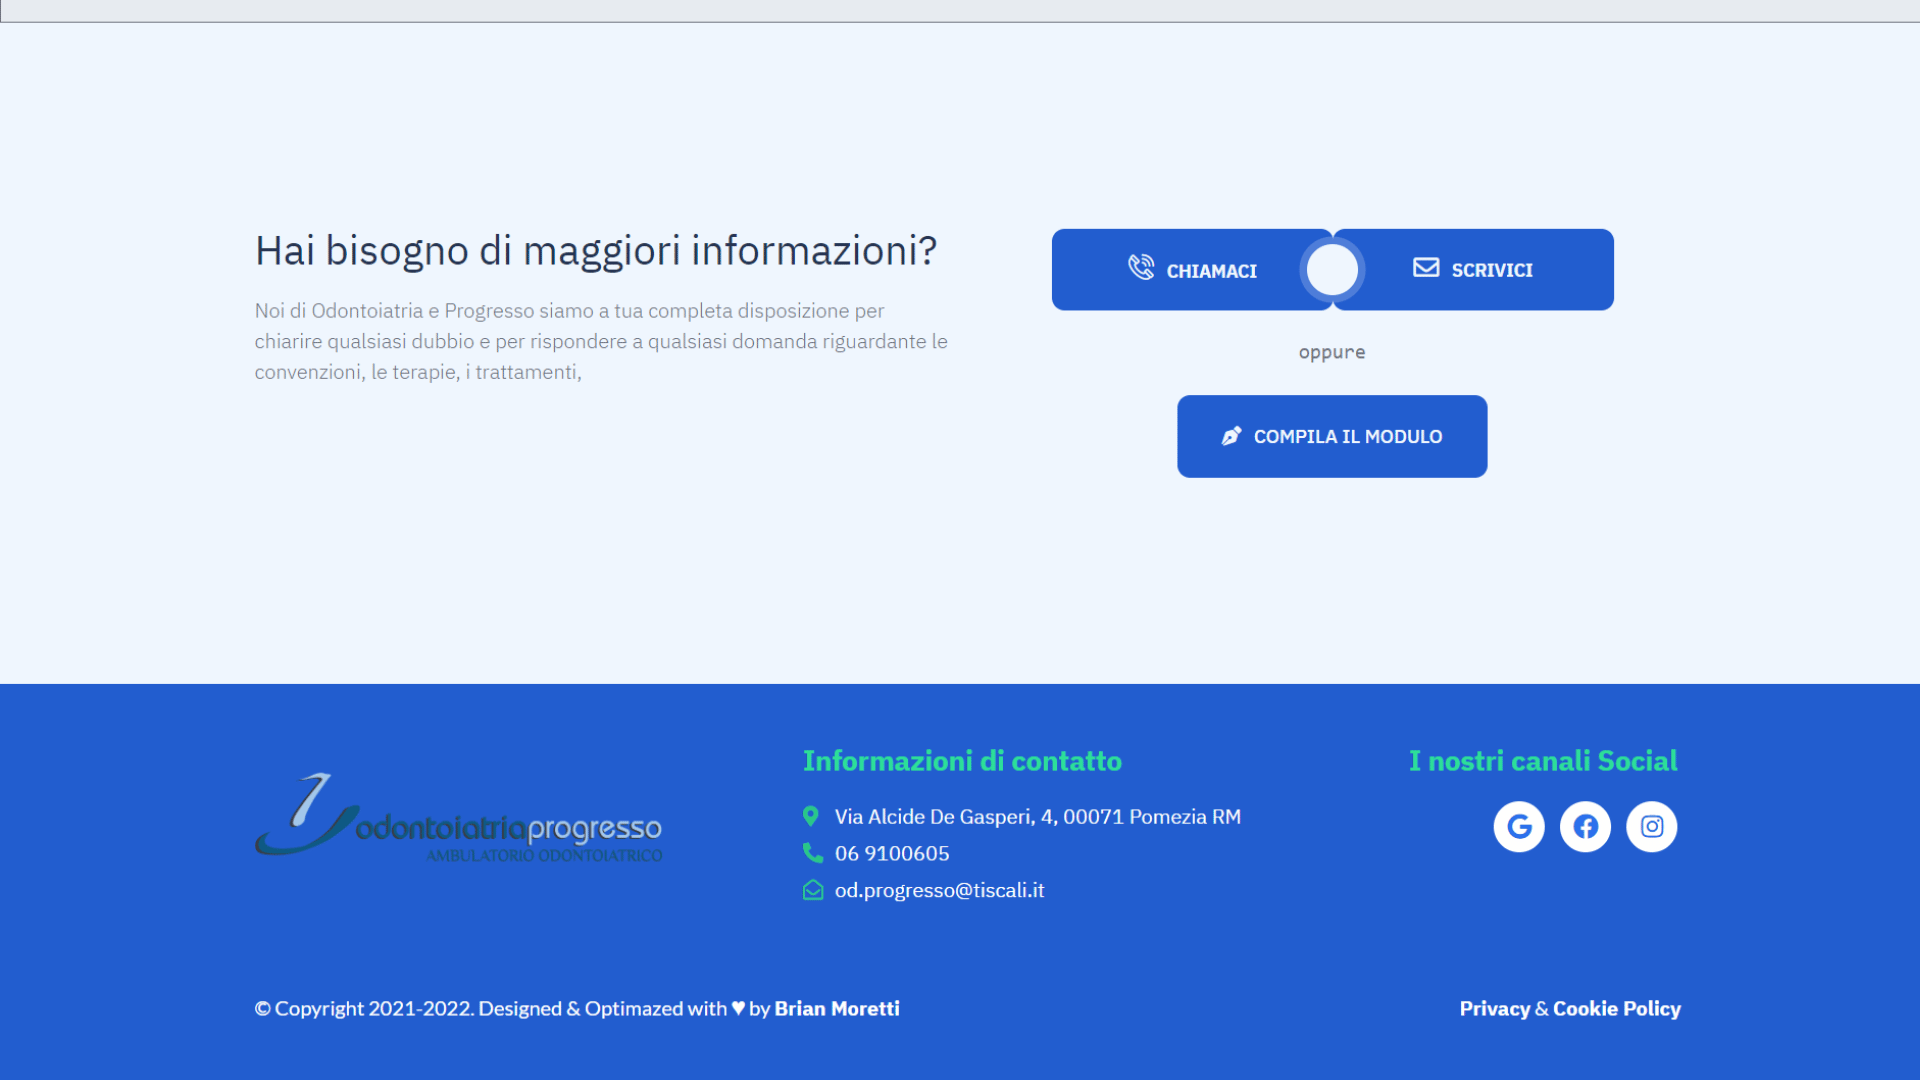 Hai bisogno di maggiori informazioni?
Noi di Odontoiatria e Progresso siamo a tua completa disposizione per
chiarire qualsiasi dubbio e per rispondere a qualsiasi domanda riguardante le
convenzioni, le terapie, i trattamenti,
CHIAMACI
SCRIVICI
oppure
COMPILA IL MODULO
odontoiatriaprogresso
AMBULATORIO ODONTOIATRICO
Informazioni di contatto
Via Alcide De Gasperi, 4, 00071 Pomezia RM
06 9100605
od.progresso@tiscali.it
I nostri canali Social
© Copyright 2021-2022. Designed & Optimazed with ♥ by Brian Moretti
Privacy & Cookie Policy